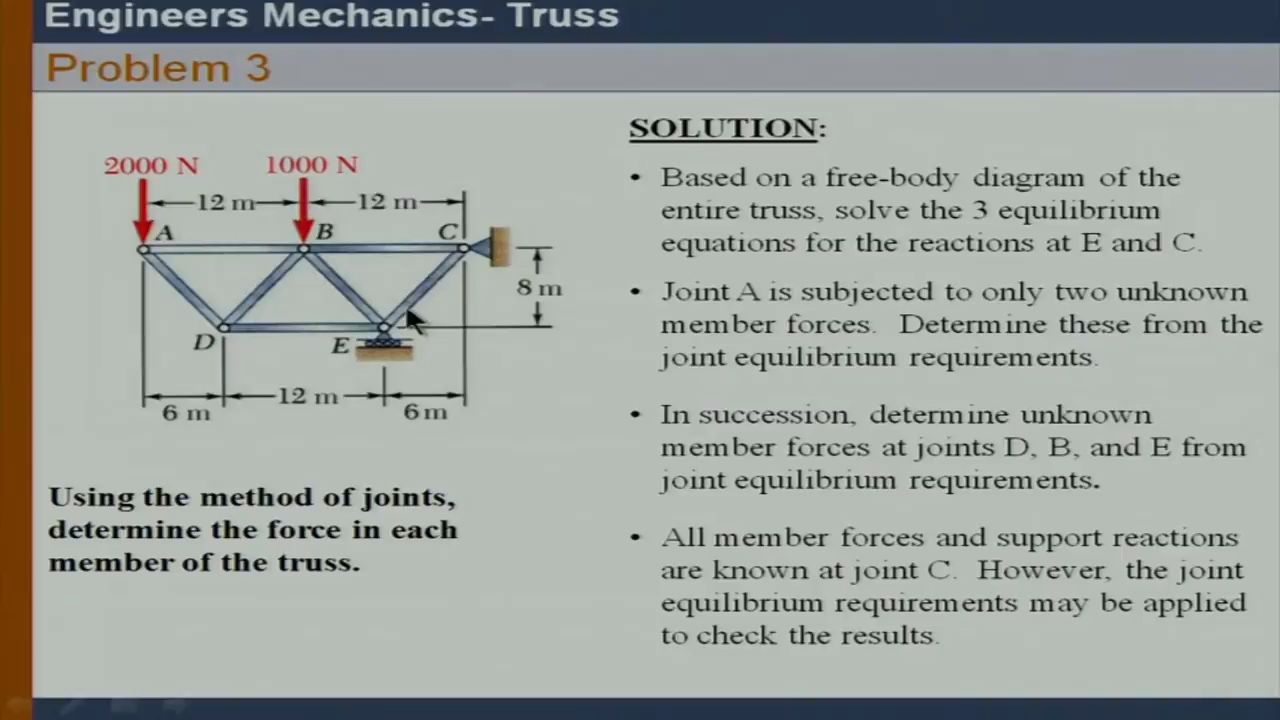 Engineers Mechanics- Truss
Problem 3
2000 N 1000 N
12 m 12 m
A B C
8 m
D E
12 m
6 m 6 m
Using the method of joints,
determine the force in each
member of the truss.
SOLUTION:
• Based on a free-body diagram of the
entire truss, solve the 3 equilibrium
equations for the reactions at E and C.
• Joint A is subjected to only two unknown
member forces. Determine these from the
joint equilibrium requirements.
• In succession, determine unknown
member forces at joints D, B, and E from
joint equilibrium requirements.
• All member forces and support reactions
are known at joint C. However, the joint
equilibrium requirements may be applied
to check the results.